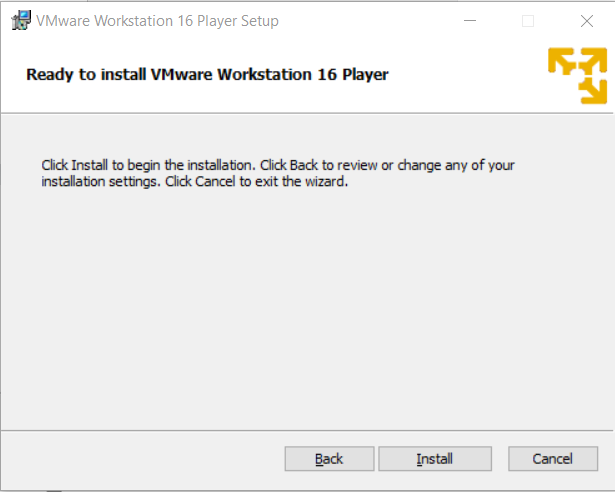 VMware Workstation 16 Player Setup
Ready to install VMware Workstation 16 Player
Click Install to begin the installation. Click Back to review or change any of your
installation settings. Click Cancel to exit the wizard.
Back Install Cancel